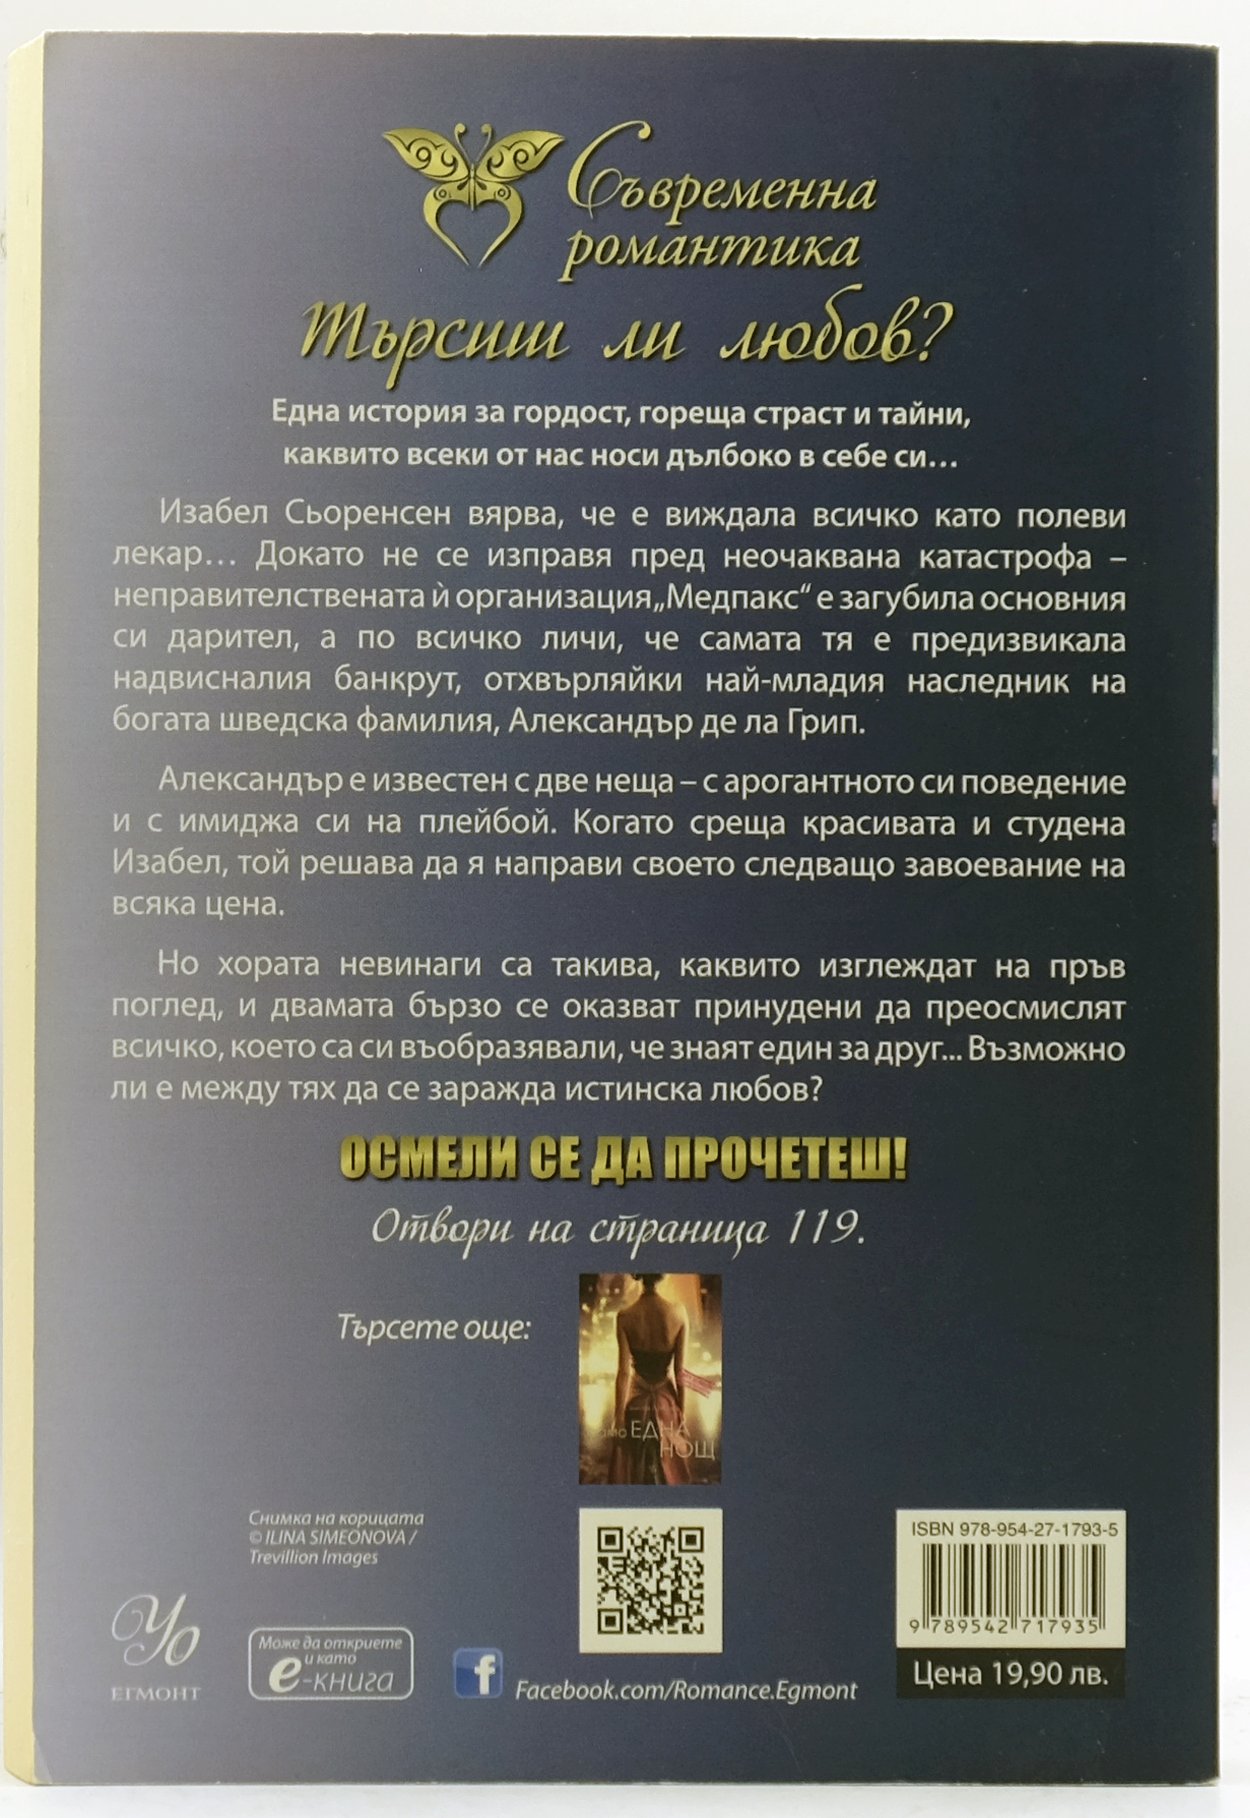 Съвременна
романтика
Търсиш ли любов?
Една история за гордост, гореща страст и тайни,
каквито всеки от нас носи дълбоко в себе си...
Изабел Сьоренсен вярва, че е виждала всичко като полеви
лекар... Докато не се изправя пред неочаквана катастрофа –
неправителствената ѝ организация „Медпакс“ е загубила основния
си дарител, а по всичко личи, че самата тя е предизвикала
надвисналия банкрут, отхвърляйки най-младия наследник на
богата шведска фамилия, Александър де ла Грип.
Александър е известен с две неща – с арогантното си поведение
и с имиджа си на плейбой. Когато среща красивата и студена
Изабел, той решава да я направи своето следващо завоевание на
всяка цена.
Но хората невинаги са такива, каквито изглеждат на пръв
поглед, и двамата бързо се оказват принудени да преосмислят
всичко, което са си въобразявали, че знаят един за друг... Възможно
ли е между тях да се заражда истинска любов?
ОСМЕЛИ СЕ ДА ПРОЧЕТЕШ!
Отвори на страница 119.
Търсете още:
ЕДНА
НОЩ
Снимка на корицата
© ILINA SIMEONOVA /
Trevillion Images
ISBN 978-954-27-1793-5
9 789542 717935
Цена 19,90 лв.
ЕГМОНТ
Може да откриете
и като
е-книга
Facebook.com/Romance.Egmont